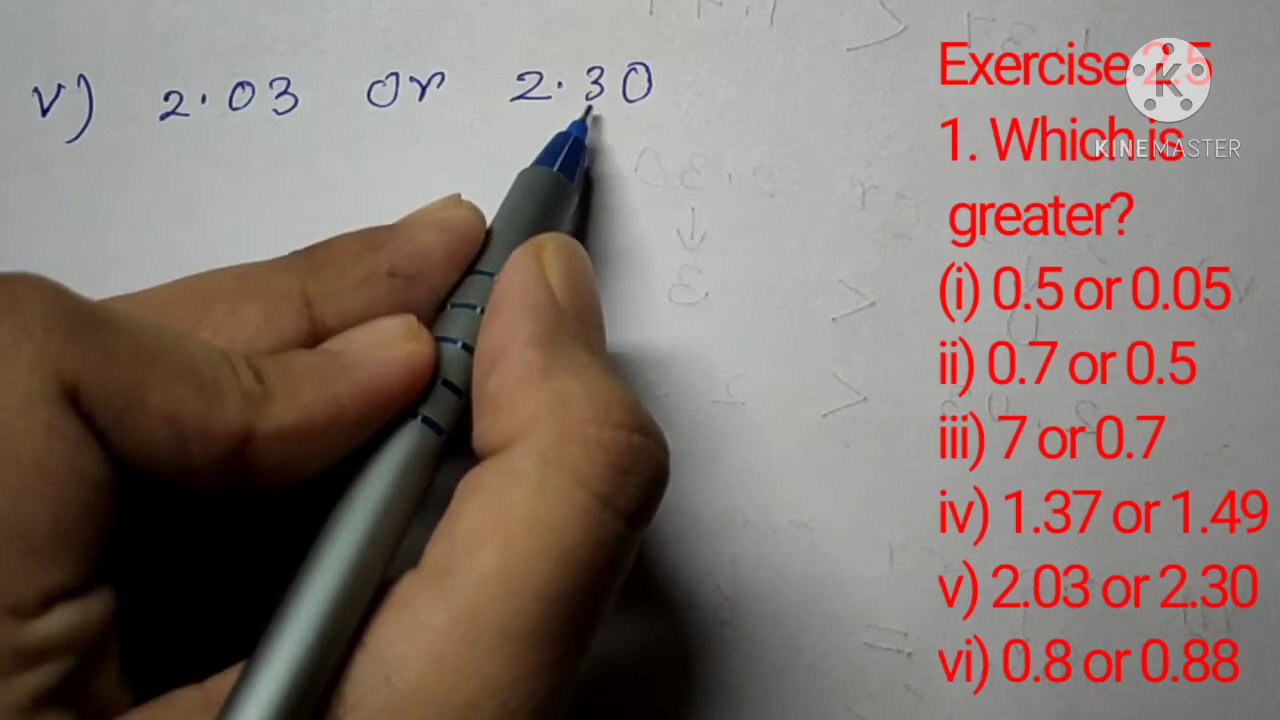 v) 2.03 or 2.30
Exercise 2.5
1. Which is
greater?
(i) 0.5 or 0.05
ii) 0.7 or 0.5
iii) 7 or 0.7
iv) 1.37 or 1.49
v) 2.03 or 2.30
vi) 0.8 or 0.88
K
KINEMASTER